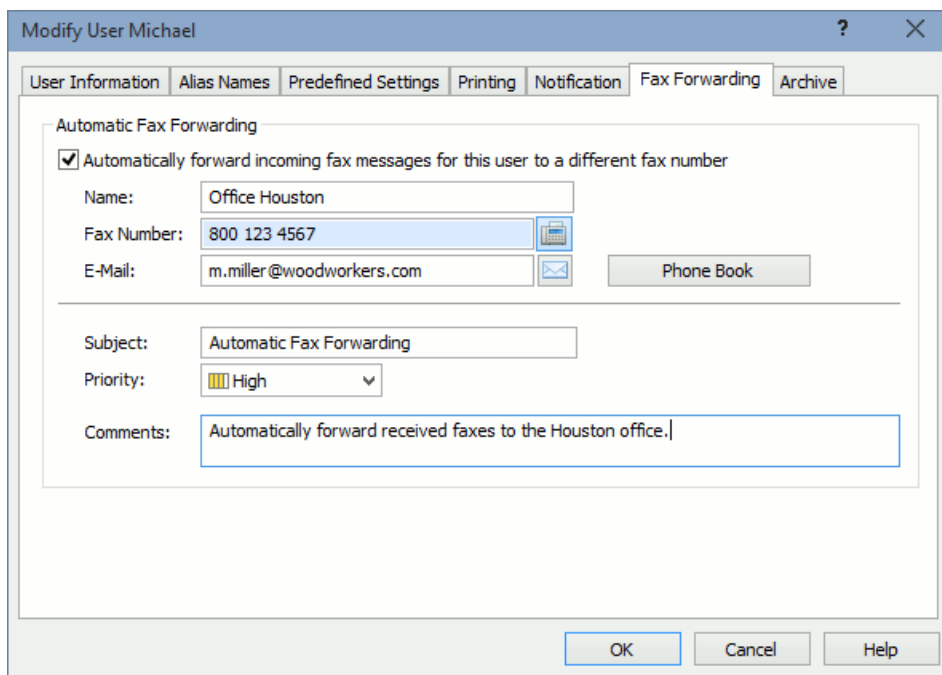 Modify User Michael ?
User Information Alias Names Predefined Settings Printing Notification Fax Forwarding Archive
Automatic Fax Forwarding
Automatically forward incoming fax messages for this user to a different fax number
Name: Office Houston
Fax Number: 800 123 4567
E-Mail: m.miller@woodworkers.com Phone Book
Subject: Automatic Fax Forwarding
Priority: High
Comments: Automatically forward received faxes to the Houston office.
OK Cancel Help